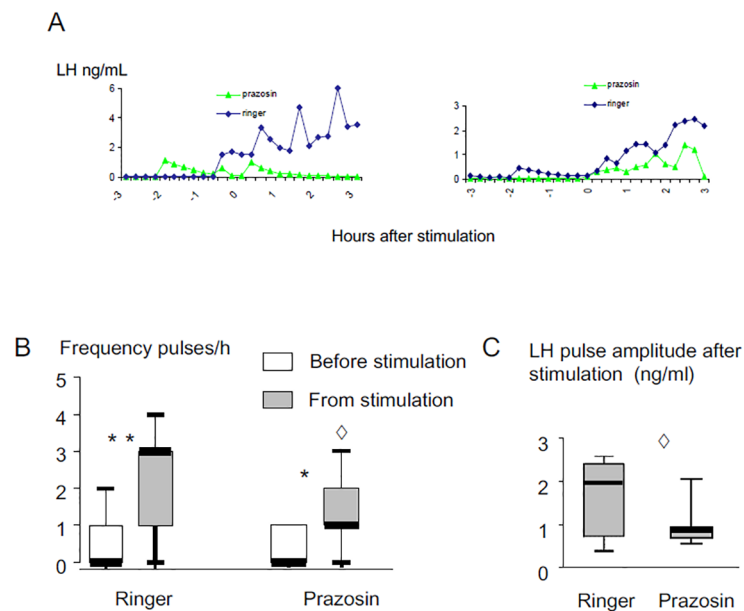 A
LH ng/mL
prazosin
ringer
6
4
2
0
-3
-2
-1
0
1
2
3
prazosin
ringer
3
2
1
0
-3
-2
-1
0
1
2
3
Hours after stimulation
B
Frequency pulses/h
Before stimulation
From stimulation
5
4
3
2
1
0
* *
*
◊
Ringer
Prazosin
C
LH pulse amplitude after
stimulation (ng/ml)
3
2
1
0
◊
Ringer
Prazosin